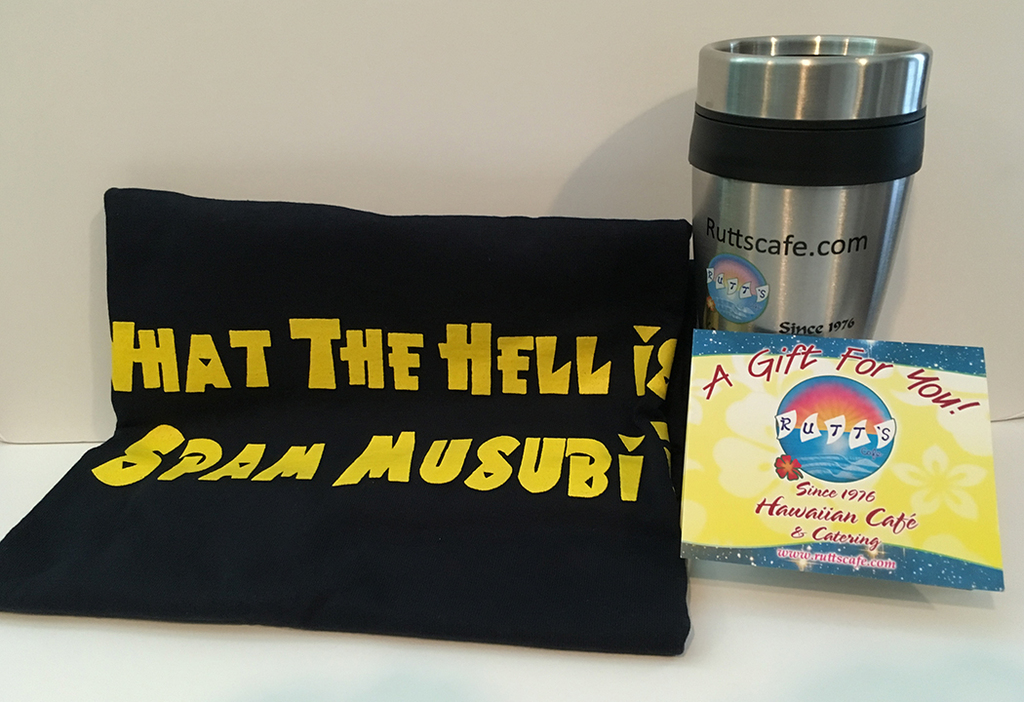 What The Hell is
Spam Musubi
Ruttscafe.com
RUTT'S
Since 1976
A Gift For You!
RUTT'S
Since 1976
Hawaiian Café
& Catering
www.ruttscafe.com